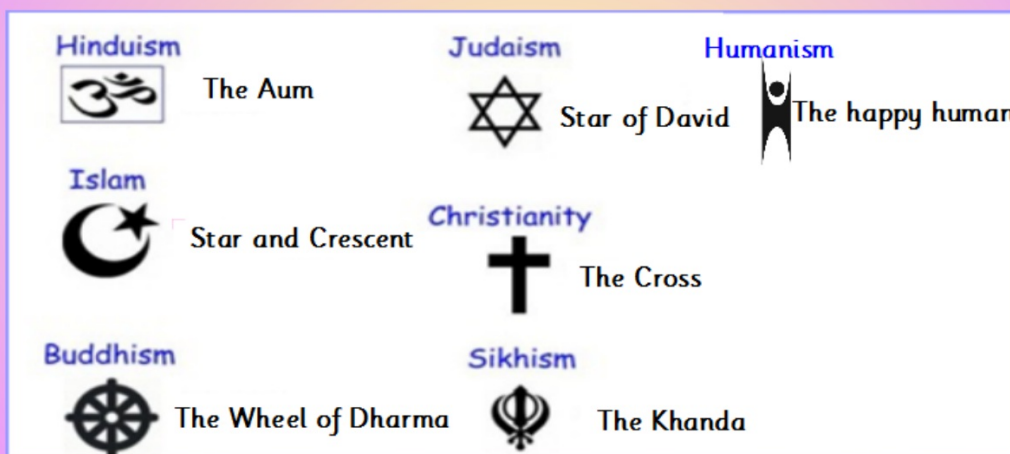 Hinduism
The Aum
Judaism
Star of David
Humanism
The happy human
Islam
Star and Crescent
Christianity
The Cross
Buddhism
The Wheel of Dharma
Sikhism
The Khanda